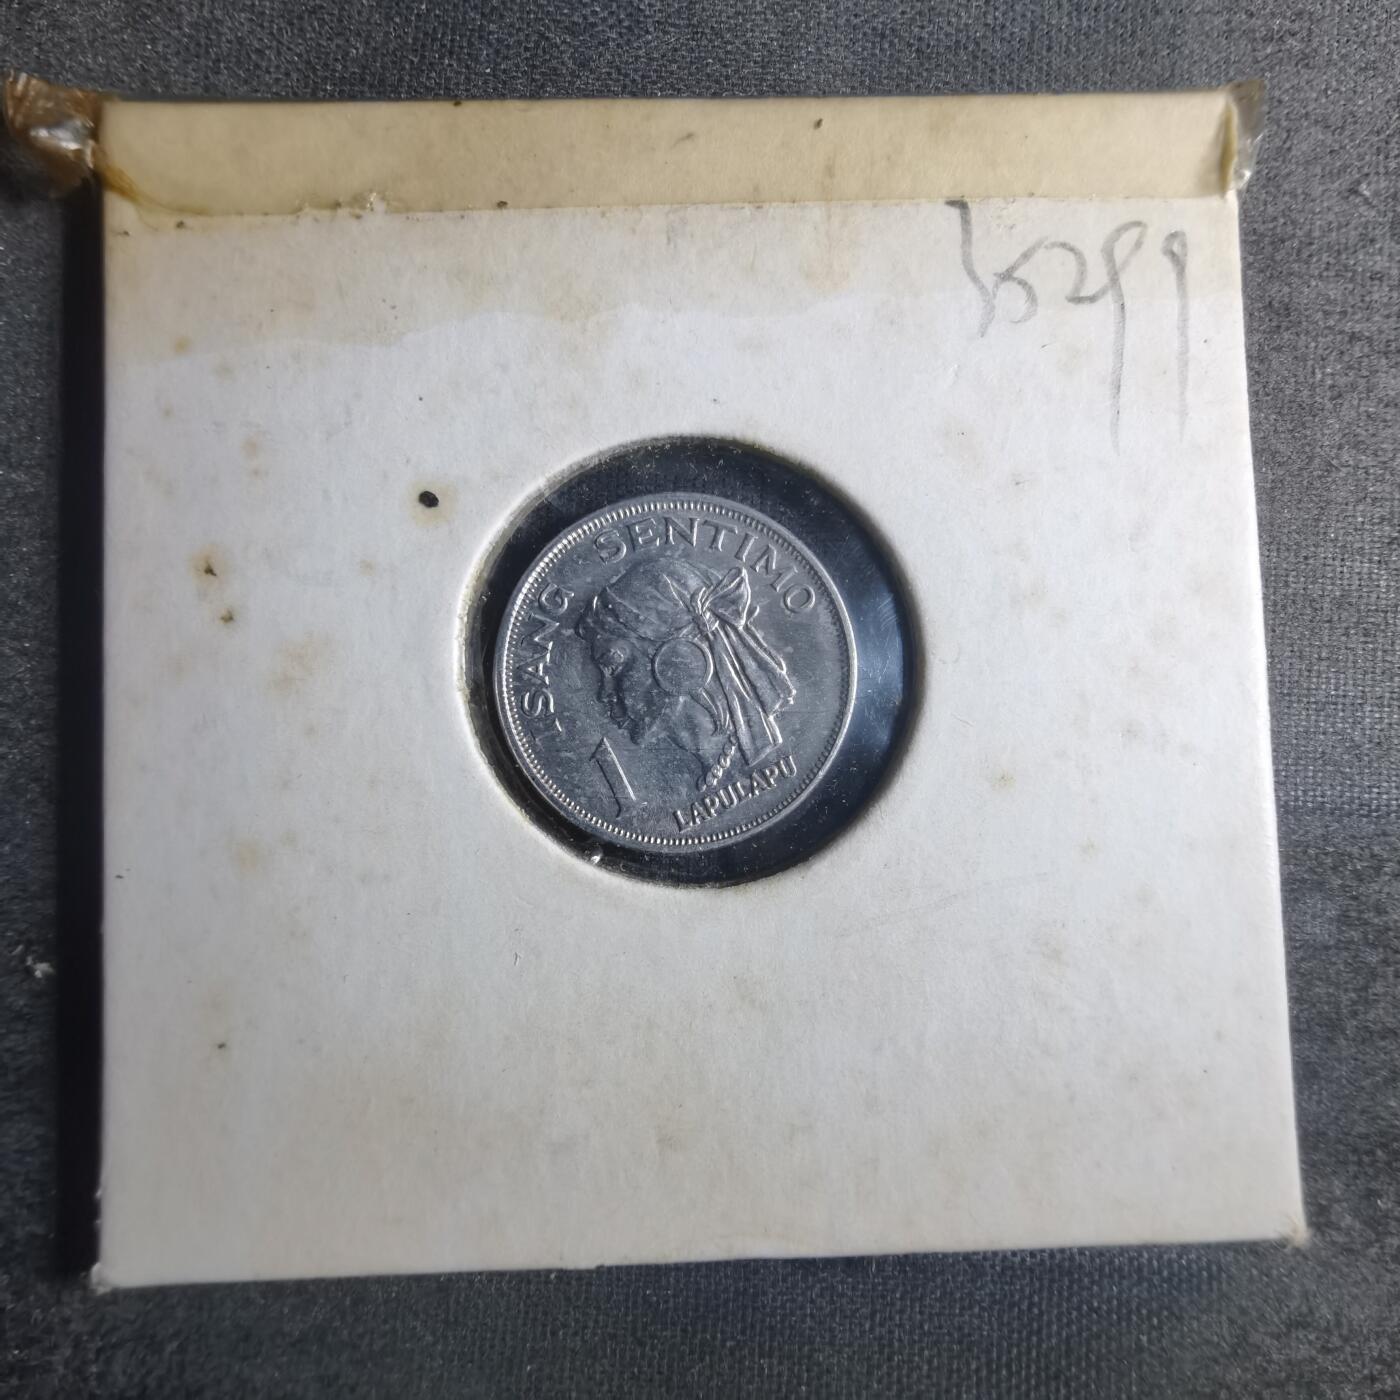 ISANG SENTIMO
1
LAPULAPU